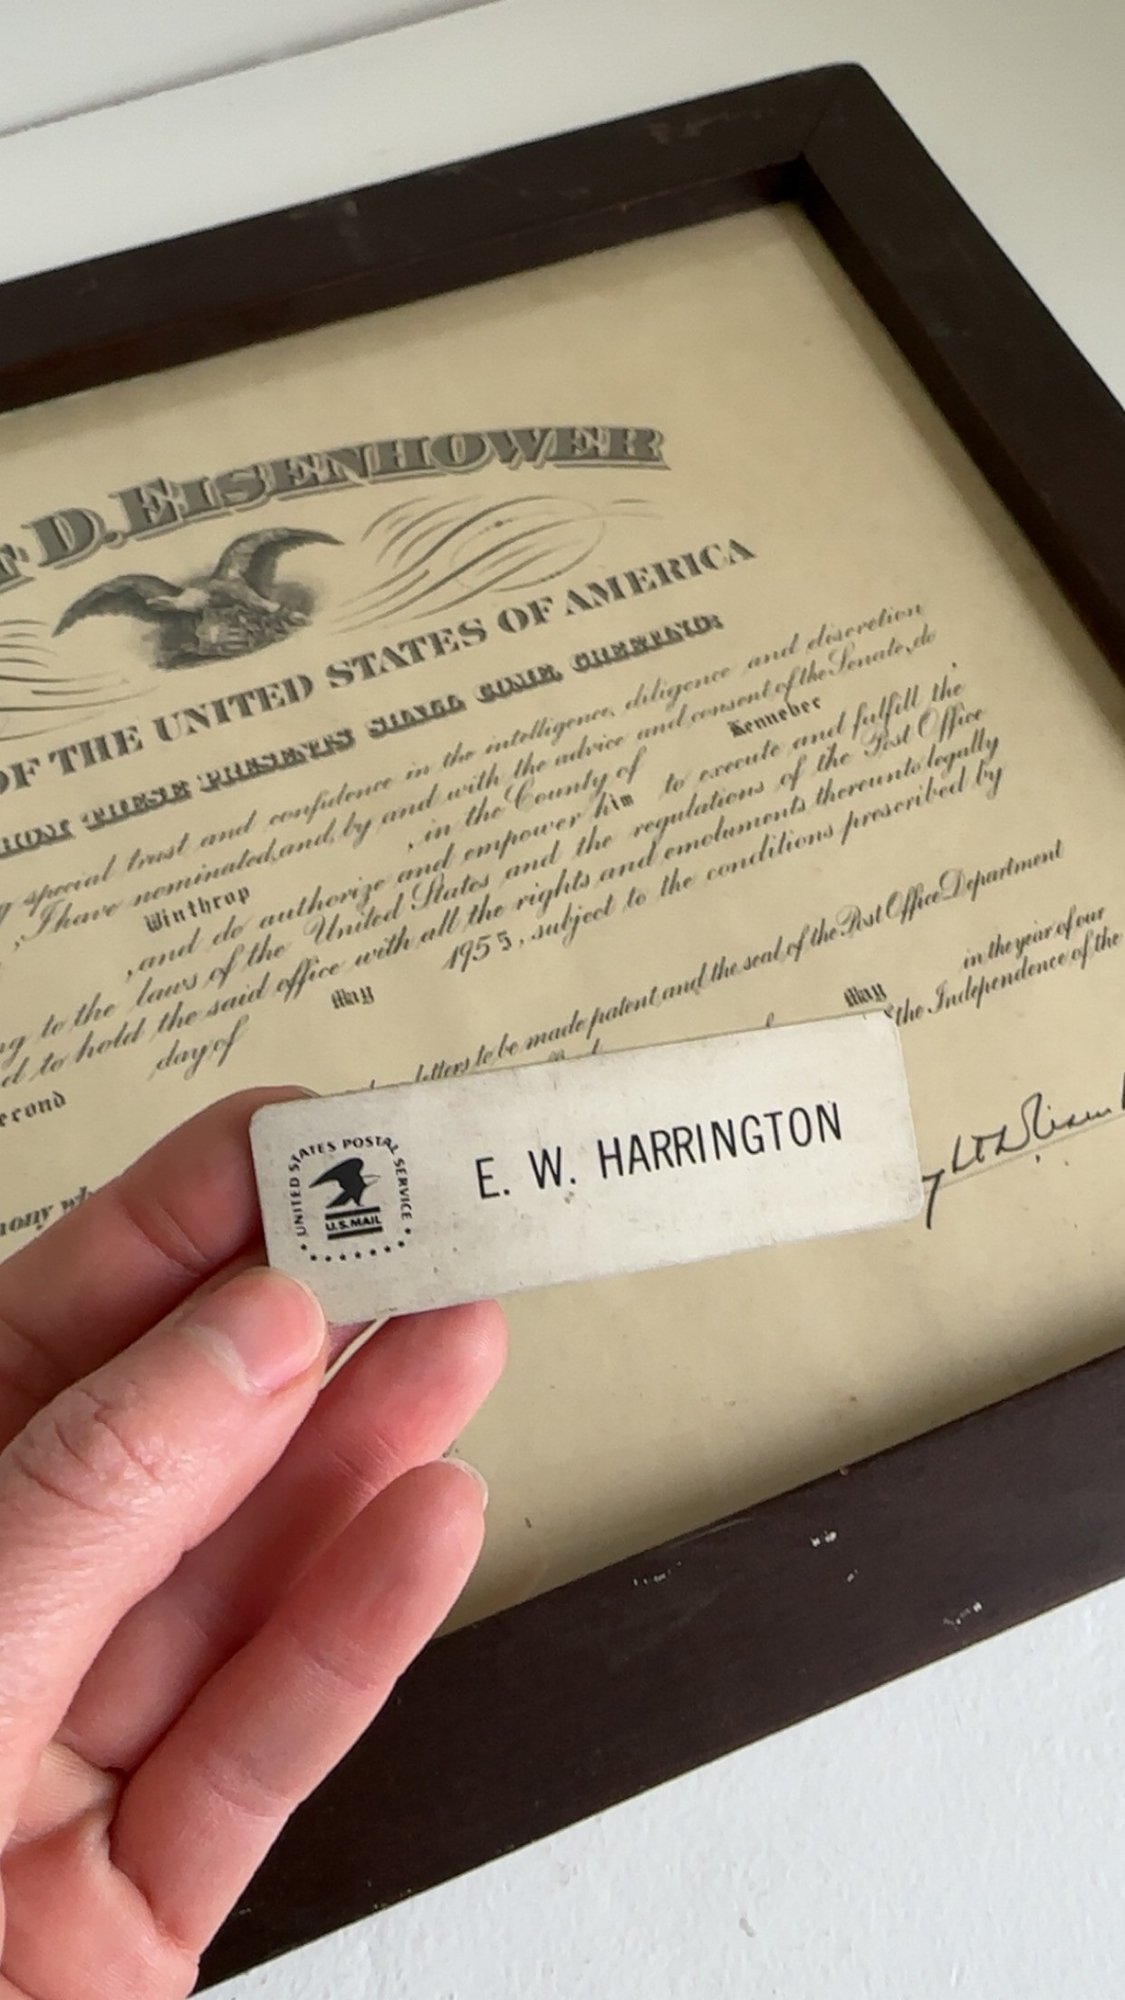 T D. EISENHOWER
OF THE UNITED STATES OF AMERICA
THESE PRESENTS SHALL COME, GREETING:
special trust and confidence in the intelligence, diligence and discretion
, I have nominated, and, by and with the advice and consent of the Senate, do
Winthrop , in the County of Kennebec ,
, and do authorize and empower him to execute and fulfill the
to the laws of the United States and the regulations of the Post Office
to hold the said office with all the rights and emoluments thereunto legally
econd day of May 1955, subject to the conditions prescribed by
letters to be made patent, and the seal of the Post Office Department
May in the year of our
the Independence of the
UNITED STATES POSTAL SERVICE
U.S.MAIL
E. W. HARRINGTON